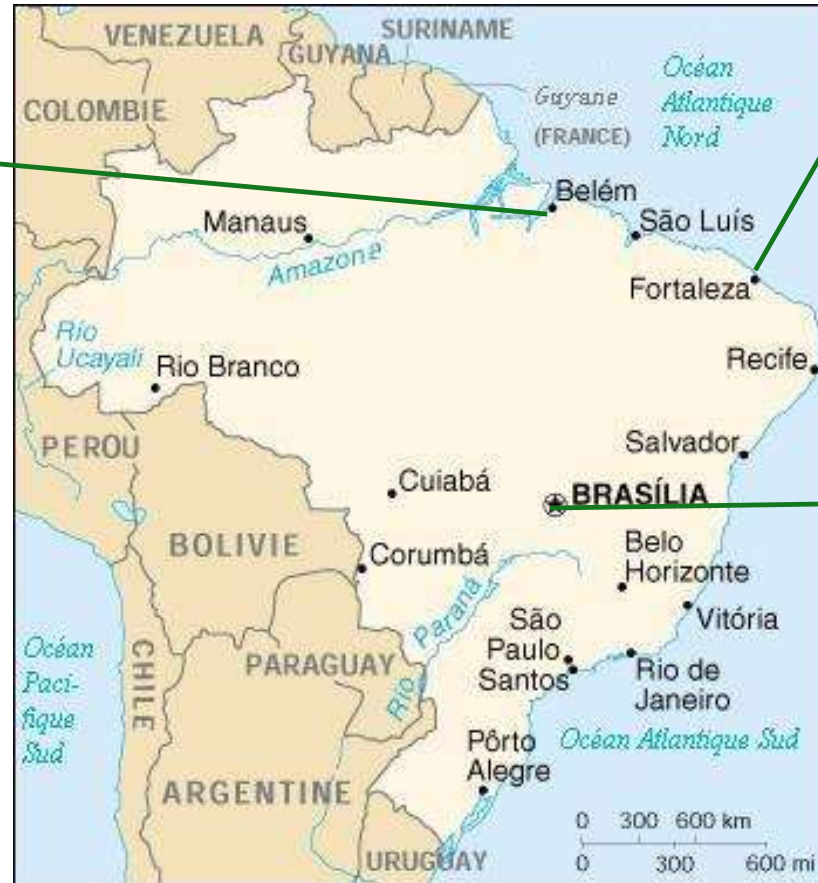 VENEZUELA
SURINAME
GUYANA
COLOMBIE
Guyane
(FRANCE)
Océan
Atlantique
Nord
Belém
Manaus
São Luís
Amazone
Fortaleza
Río
Ucayali
Rio Branco
Recife
PEROU
Salvador
Cuiabá
BRASÍLIA
BOLIVIE
Corumbá
Belo
Horizonte
Río Paraná
São
Paulo
Santos
Vitória
Océan
Paci-
fique
Sud
CHILE
PARAGUAY
Rio de
Janeiro
Pôrto
Alegre
Océan Atlantique Sud
ARGENTINE
0 300 600 km
0 300 600 mi
URUGUAY